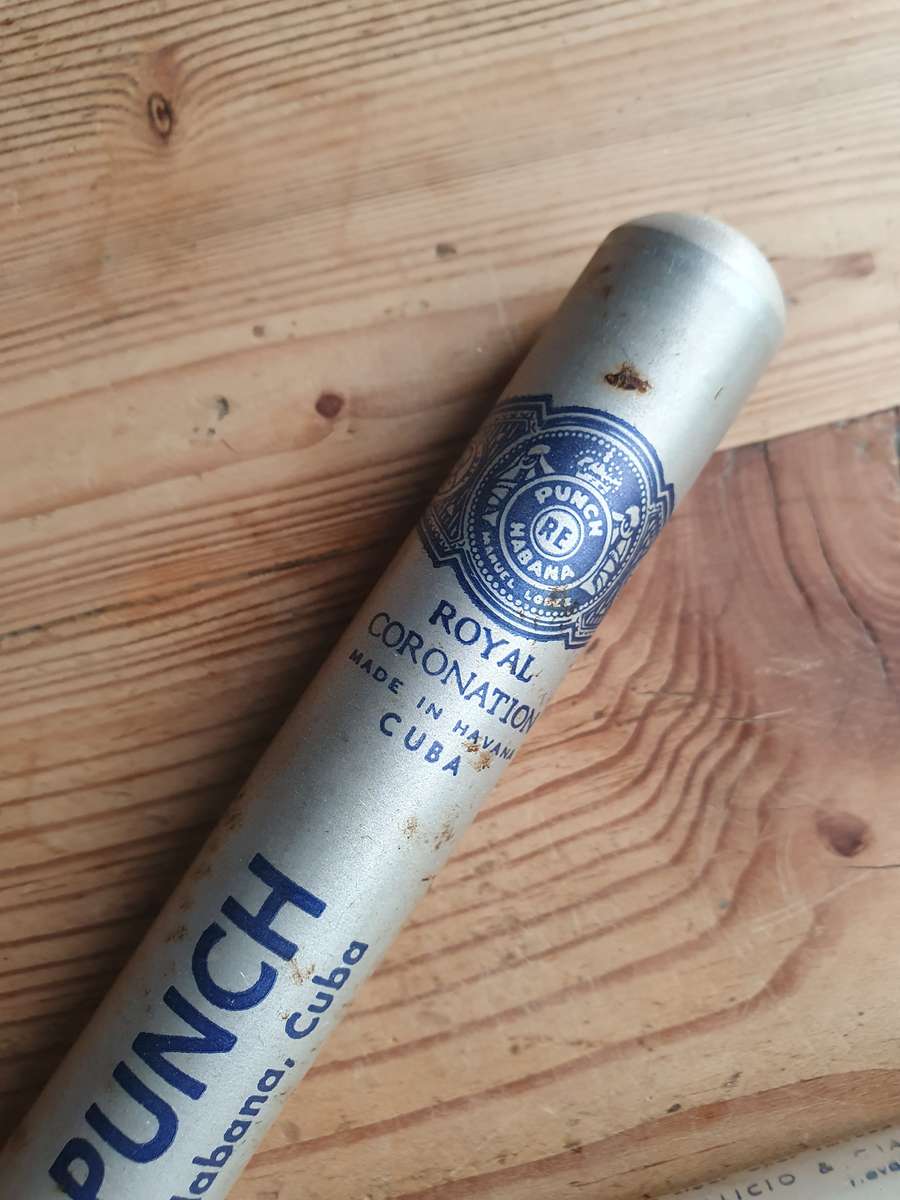 PUNCH
RE
HABANA
MANUEL LOPEZ
ROYAL
CORONATION
MADE IN HAVANA
CUBA
PUNCH
Habana, Cuba